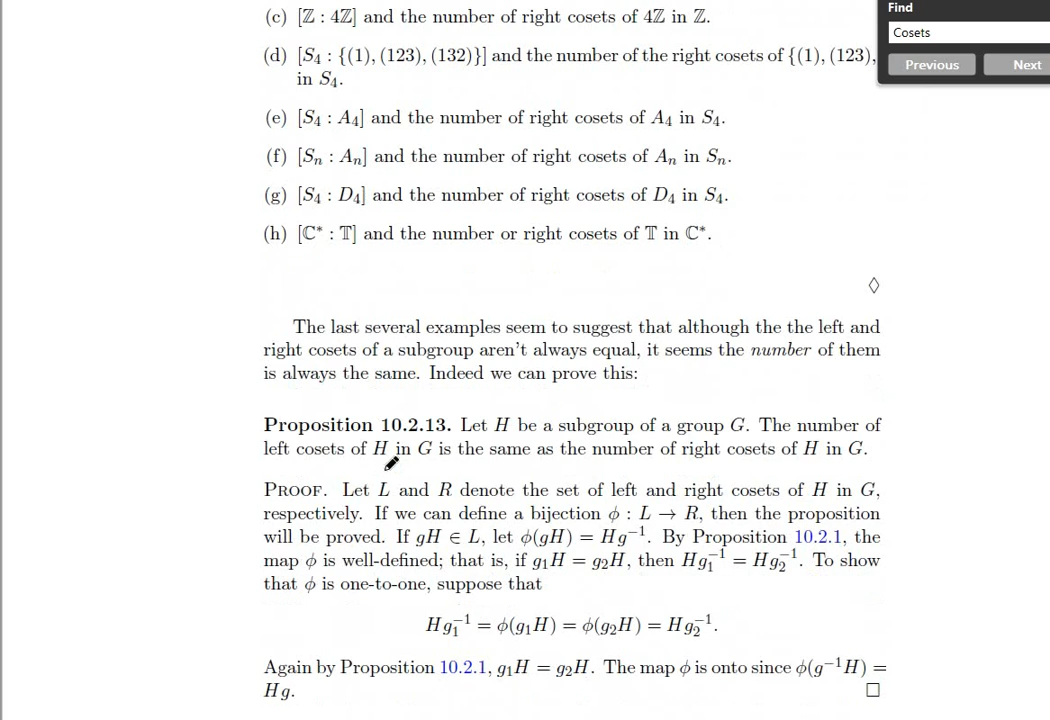 Find
Cosets
Previous Next
(c) [ℤ : 4ℤ] and the number of right cosets of 4ℤ in ℤ.
(d) [S₄ : {(1), (123), (132)}] and the number of the right cosets of {(1), (123),
in S₄.
(e) [S₄ : A₄] and the number of right cosets of A₄ in S₄.
(f) [Sₙ : Aₙ] and the number of right cosets of Aₙ in Sₙ.
(g) [S₄ : D₄] and the number of right cosets of D₄ in S₄.
(h) [ℂ* : 𝕋] and the number or right cosets of 𝕋 in ℂ*.
◊
The last several examples seem to suggest that although the the left and
right cosets of a subgroup aren't always equal, it seems the number of them
is always the same. Indeed we can prove this:
Proposition 10.2.13. Let H be a subgroup of a group G. The number of
left cosets of H in G is the same as the number of right cosets of H in G.
PROOF. Let L and R denote the set of left and right cosets of H in G,
respectively. If we can define a bijection ϕ : L → R, then the proposition
will be proved. If gH ∈ L, let ϕ(gH) = Hg⁻¹. By Proposition 10.2.1, the
map ϕ is well-defined; that is, if g₁H = g₂H, then Hg₁⁻¹ = Hg₂⁻¹. To show
that ϕ is one-to-one, suppose that
Hg₁⁻¹ = ϕ(g₁H) = ϕ(g₂H) = Hg₂⁻¹.
Again by Proposition 10.2.1, g₁H = g₂H. The map ϕ is onto since ϕ(g⁻¹H) =
Hg. □